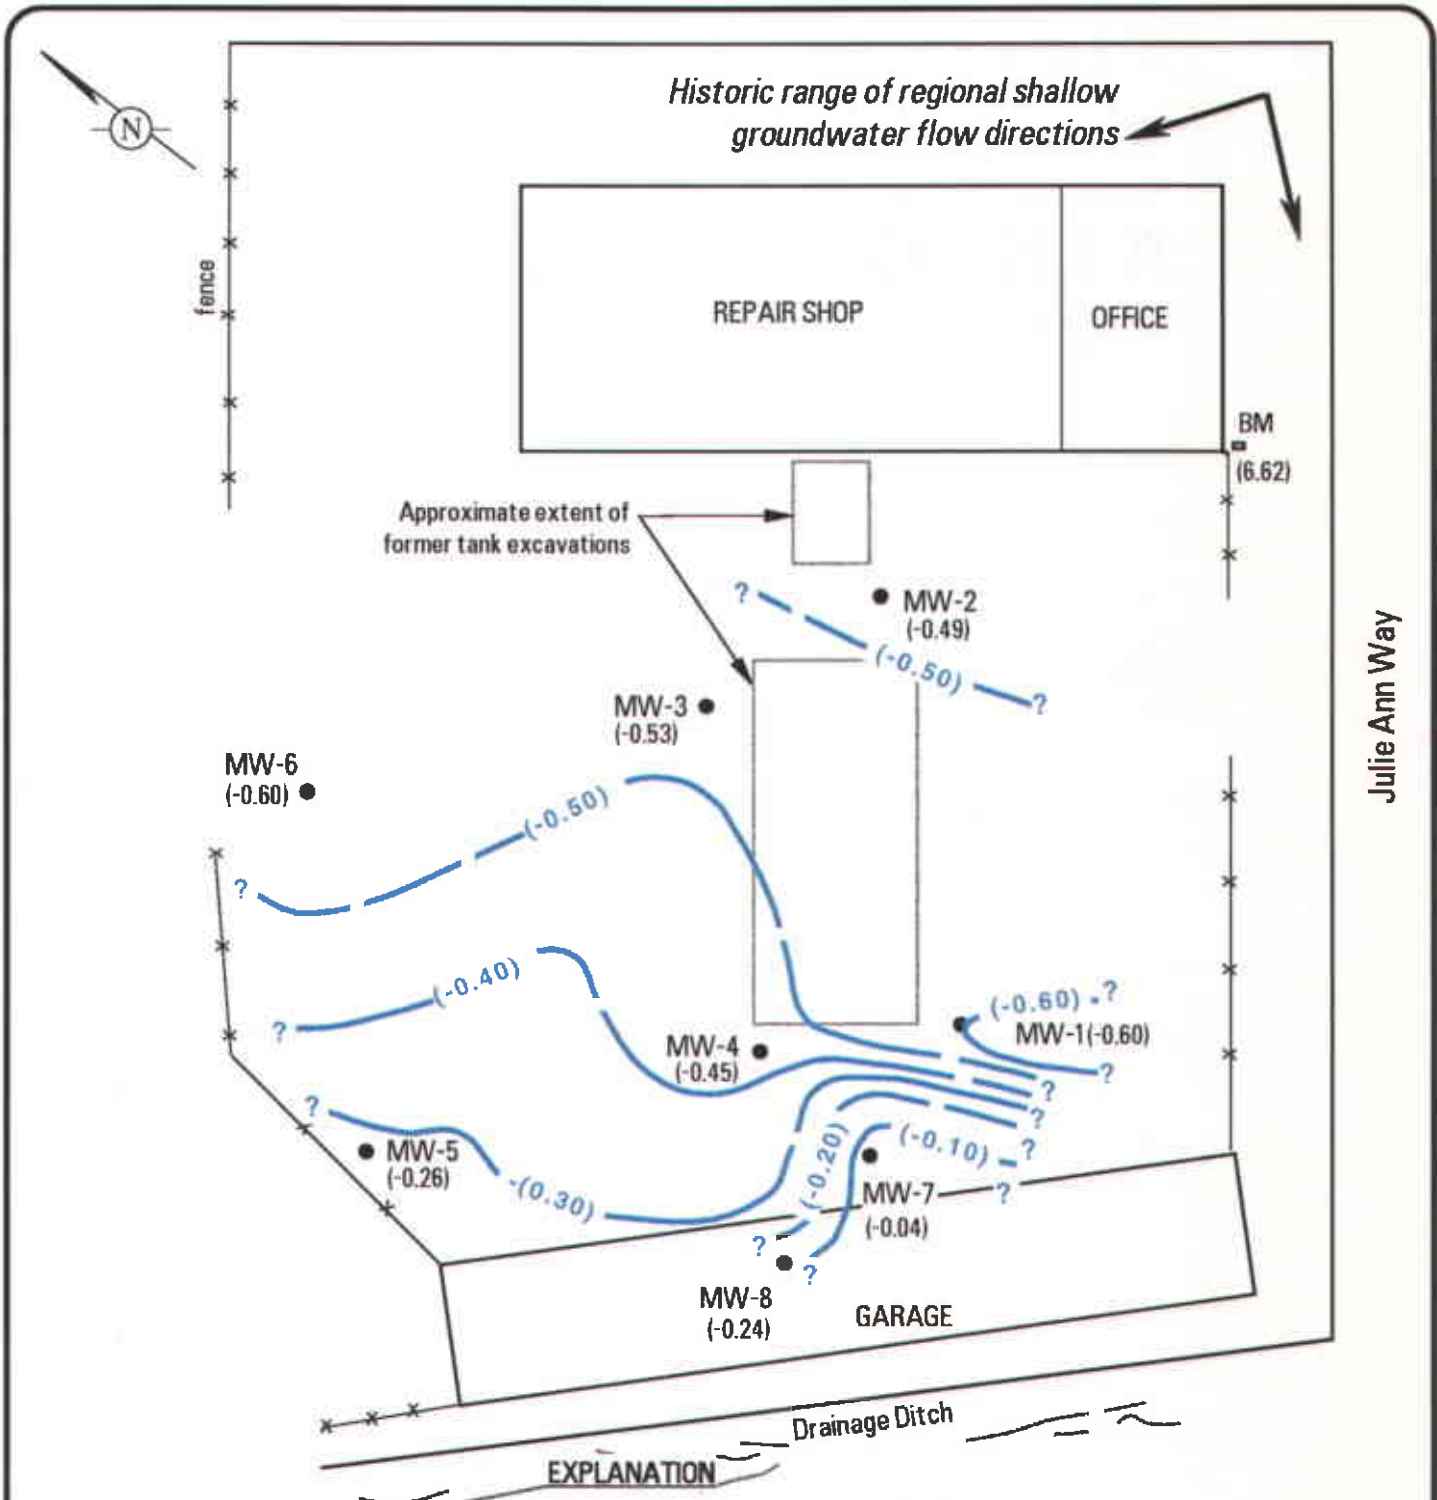 N
Historic range of regional shallow
groundwater flow directions
fence
REPAIR SHOP
OFFICE
BM
(6.62)
Approximate extent of
former tank excavations
?
MW-2
(-0.49)
(-0.50)
?
MW-3
(-0.53)
Julie Ann Way
MW-6
(-0.60)
(-0.50)
?
(-0.40)
?
(-0.60)
?
MW-1(-0.60)
MW-4
(-0.45)
?
?
?
?
MW-5
(-0.26)
(-0.20)
(-0.10)
?
-(0.30)
MW-7
?
(-0.04)
?
?
MW-8
(-0.24)
GARAGE
Drainage Ditch
EXPLANATION